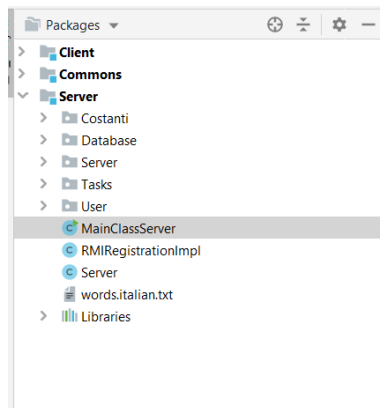 Packages
Client
Commons
Server
Costanti
Database
Server
Tasks
User
MainClassServer
RMIRegistrationImpl
Server
words.italian.txt
Libraries